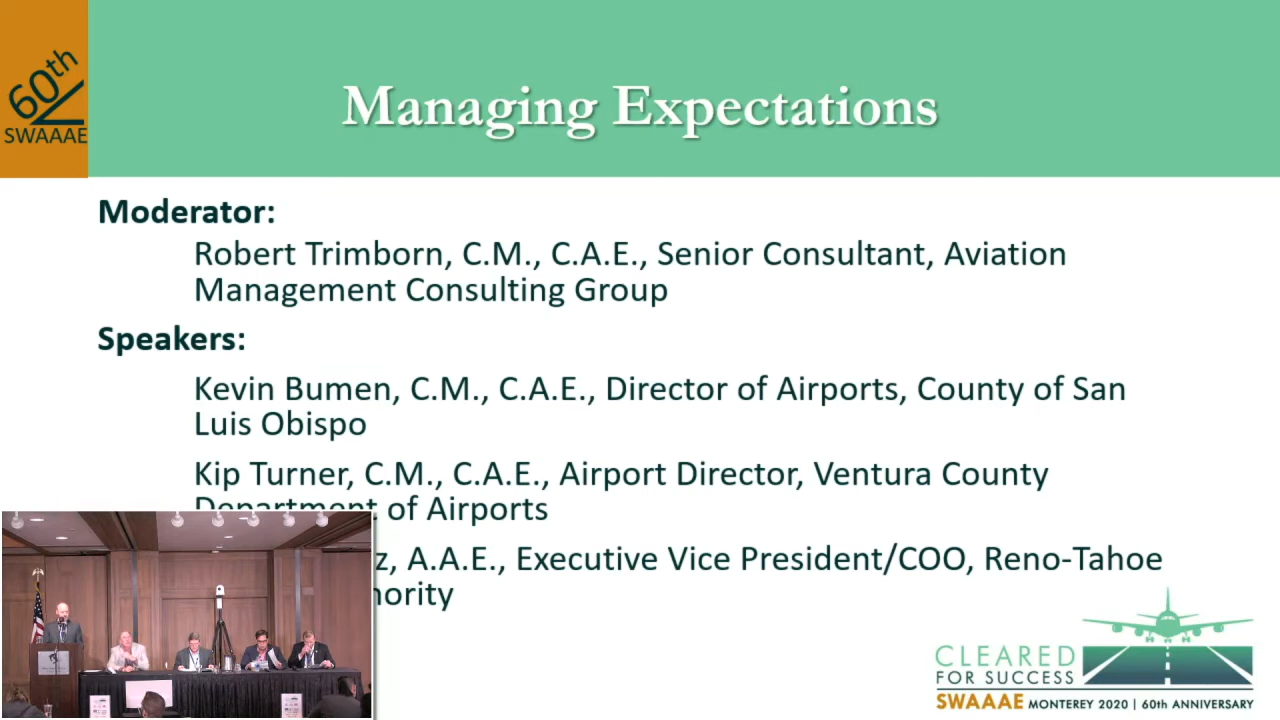 60th
SWAAAE
Managing Expectations
Moderator:
Robert Trimborn, C.M., C.A.E., Senior Consultant, Aviation
Management Consulting Group
Speakers:
Kevin Bumen, C.M., C.A.E., Director of Airports, County of San
Luis Obispo
Kip Turner, C.M., C.A.E., Airport Director, Ventura County
Department of Airports
z, A.A.E., Executive Vice President/COO, Reno-Tahoe
hority
CLEARED
FOR SUCCESS
SWAAAE MONTEREY 2020 | 60th ANNIVERSARY